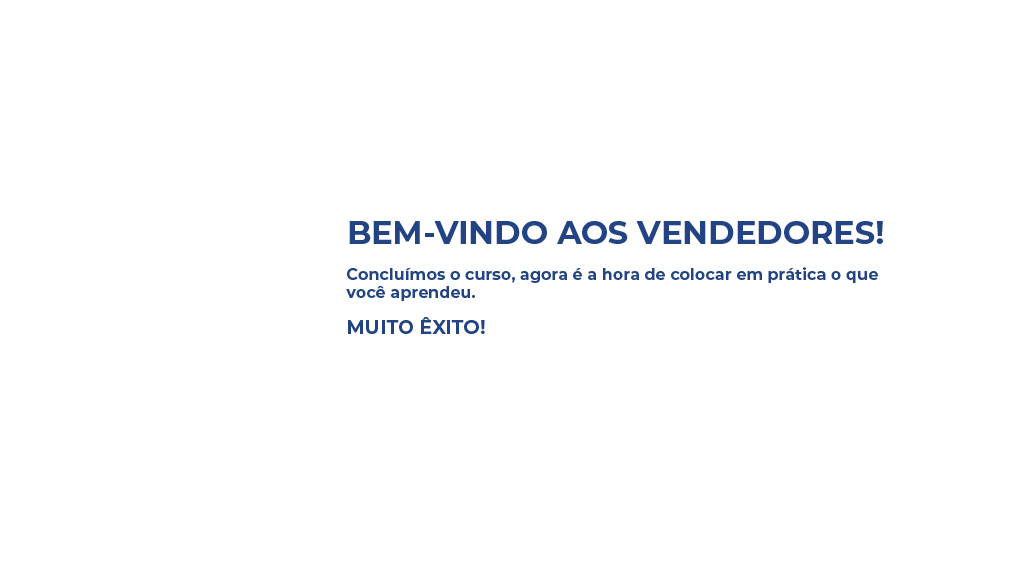 BEM-VINDO AOS VENDEDORES!
Concluímos o curso, agora é a hora de colocar em prática o que
você aprendeu.
MUITO ÊXITO!